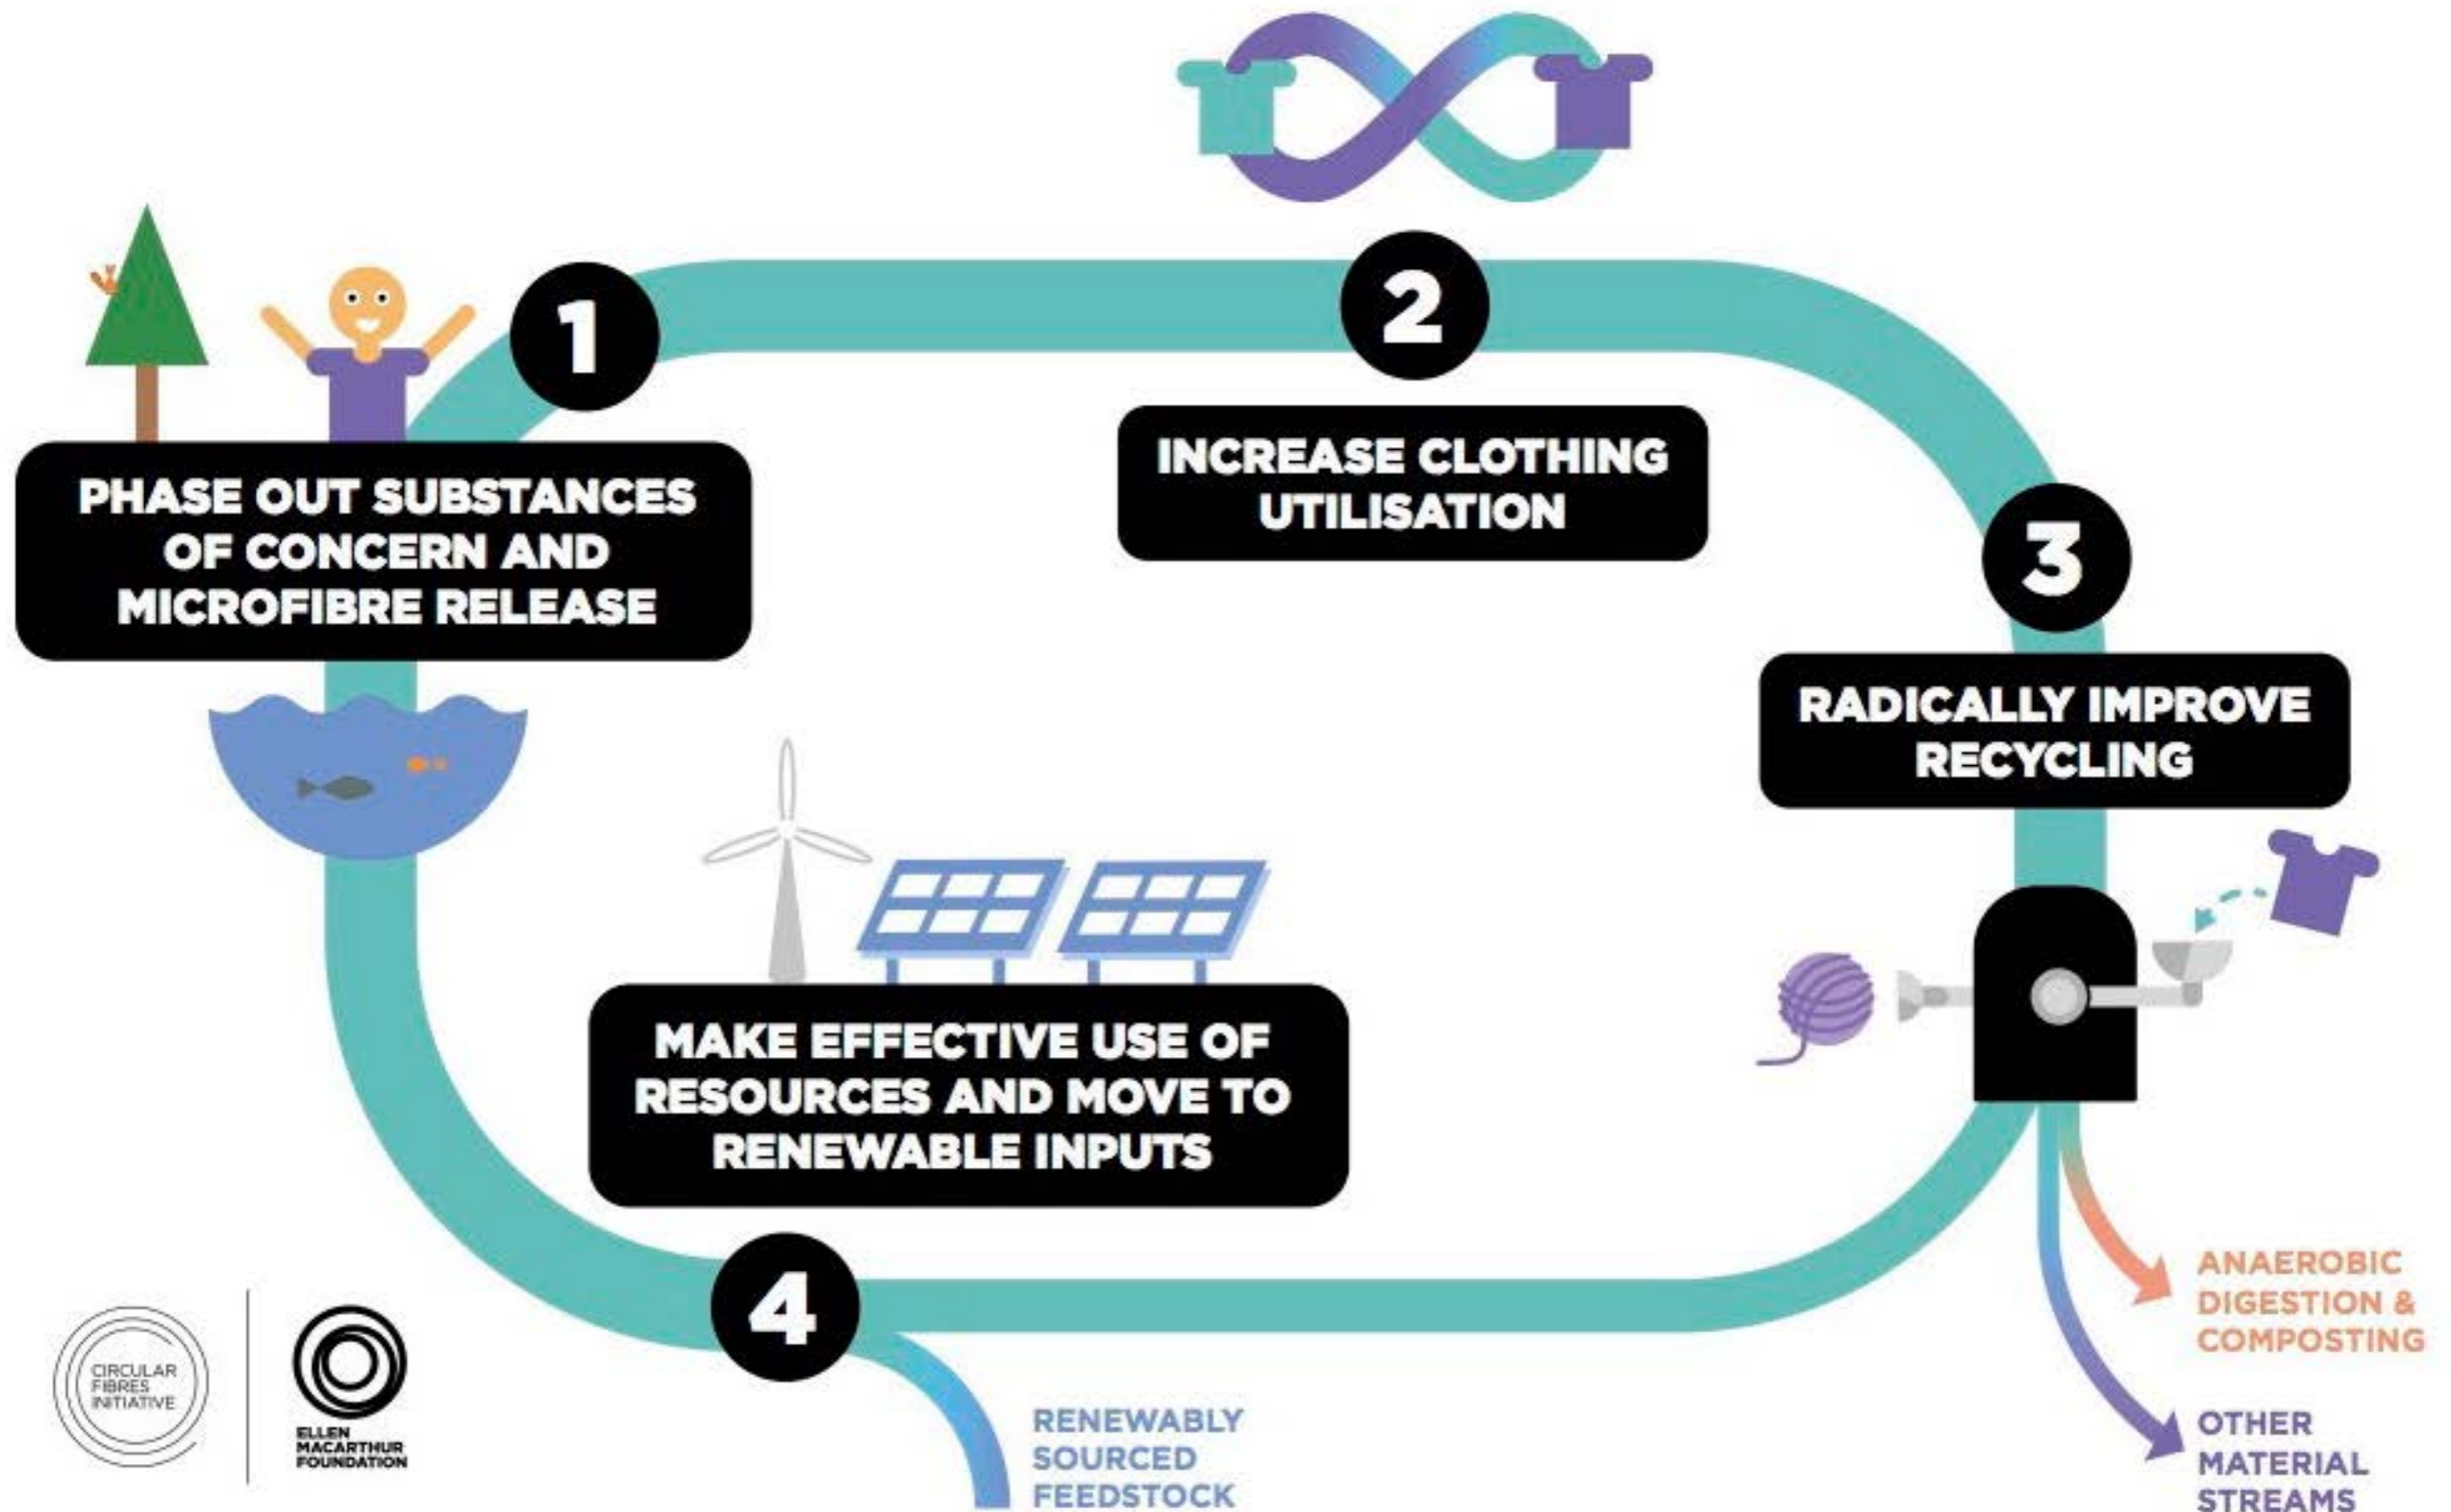 1
PHASE OUT SUBSTANCES
OF CONCERN AND
MICROFIBRE RELEASE
2
INCREASE CLOTHING
UTILISATION
3
RADICALLY IMPROVE
RECYCLING
MAKE EFFECTIVE USE OF
RESOURCES AND MOVE TO
RENEWABLE INPUTS
4
RENEWABLY
SOURCED
FEEDSTOCK
ANAEROBIC
DIGESTION &
COMPOSTING
OTHER
MATERIAL
STREAMS
CIRCULAR
FIBRES
INITIATIVE
ELLEN
MACARTHUR
FOUNDATION